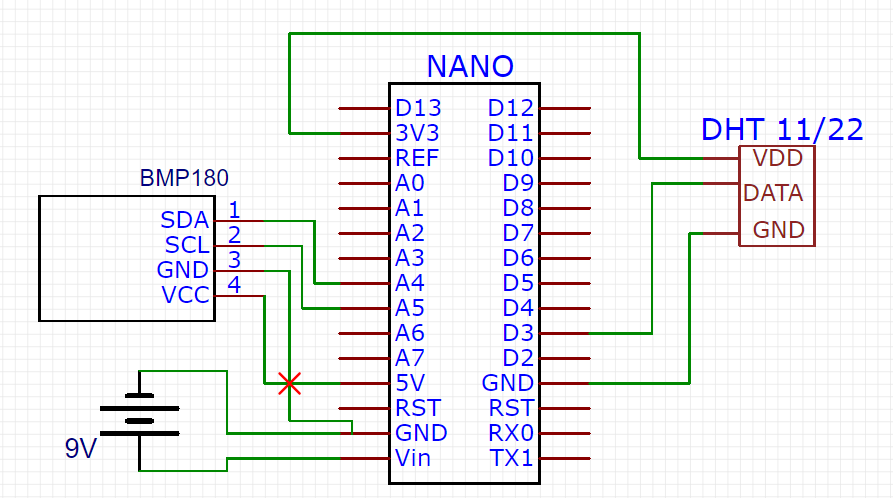 NANO
D13 D12
3V3 D11
REF D10
A0 D9
A1 D8
A2 D7
A3 D6
A4 D5
A5 D4
A6 D3
A7 D2
5V GND
RST RST
GND RX0
Vin TX1
DHT 11/22
VDD
DATA
GND
BMP180
SDA 1
SCL 2
GND 3
VCC 4
9V